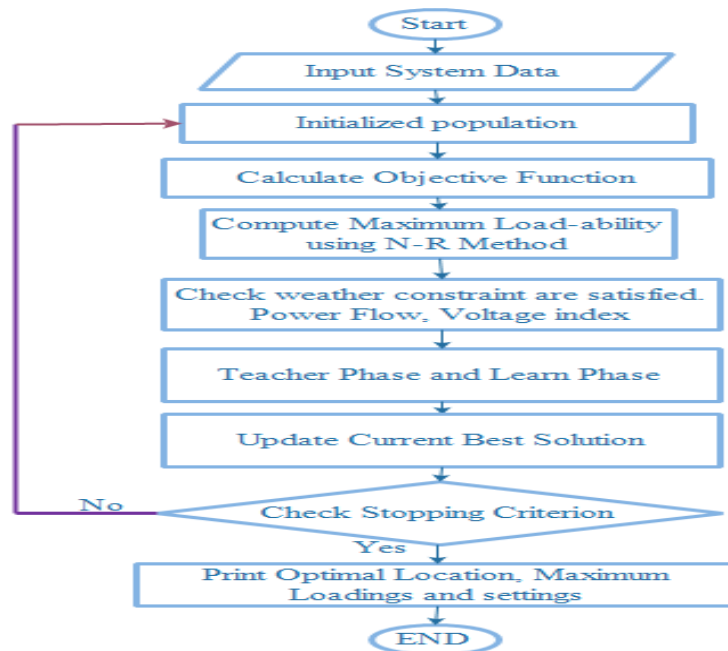 Start
Input System Data
Initialized population
Calculate Objective Function
Compute Maximum Load-ability
using N-R Method
Check weather constraint are satisfied.
Power Flow, Voltage index
Teacher Phase and Learn Phase
Update Current Best Solution
No
Check Stopping Criterion
Yes
Print Optimal Location, Maximum
Loadings and settings
END